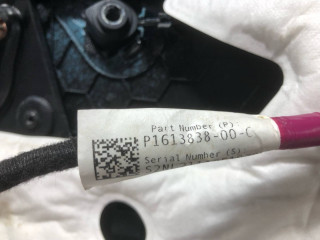 Part Number (P):
P1613838-00-C
Serial Number (S):